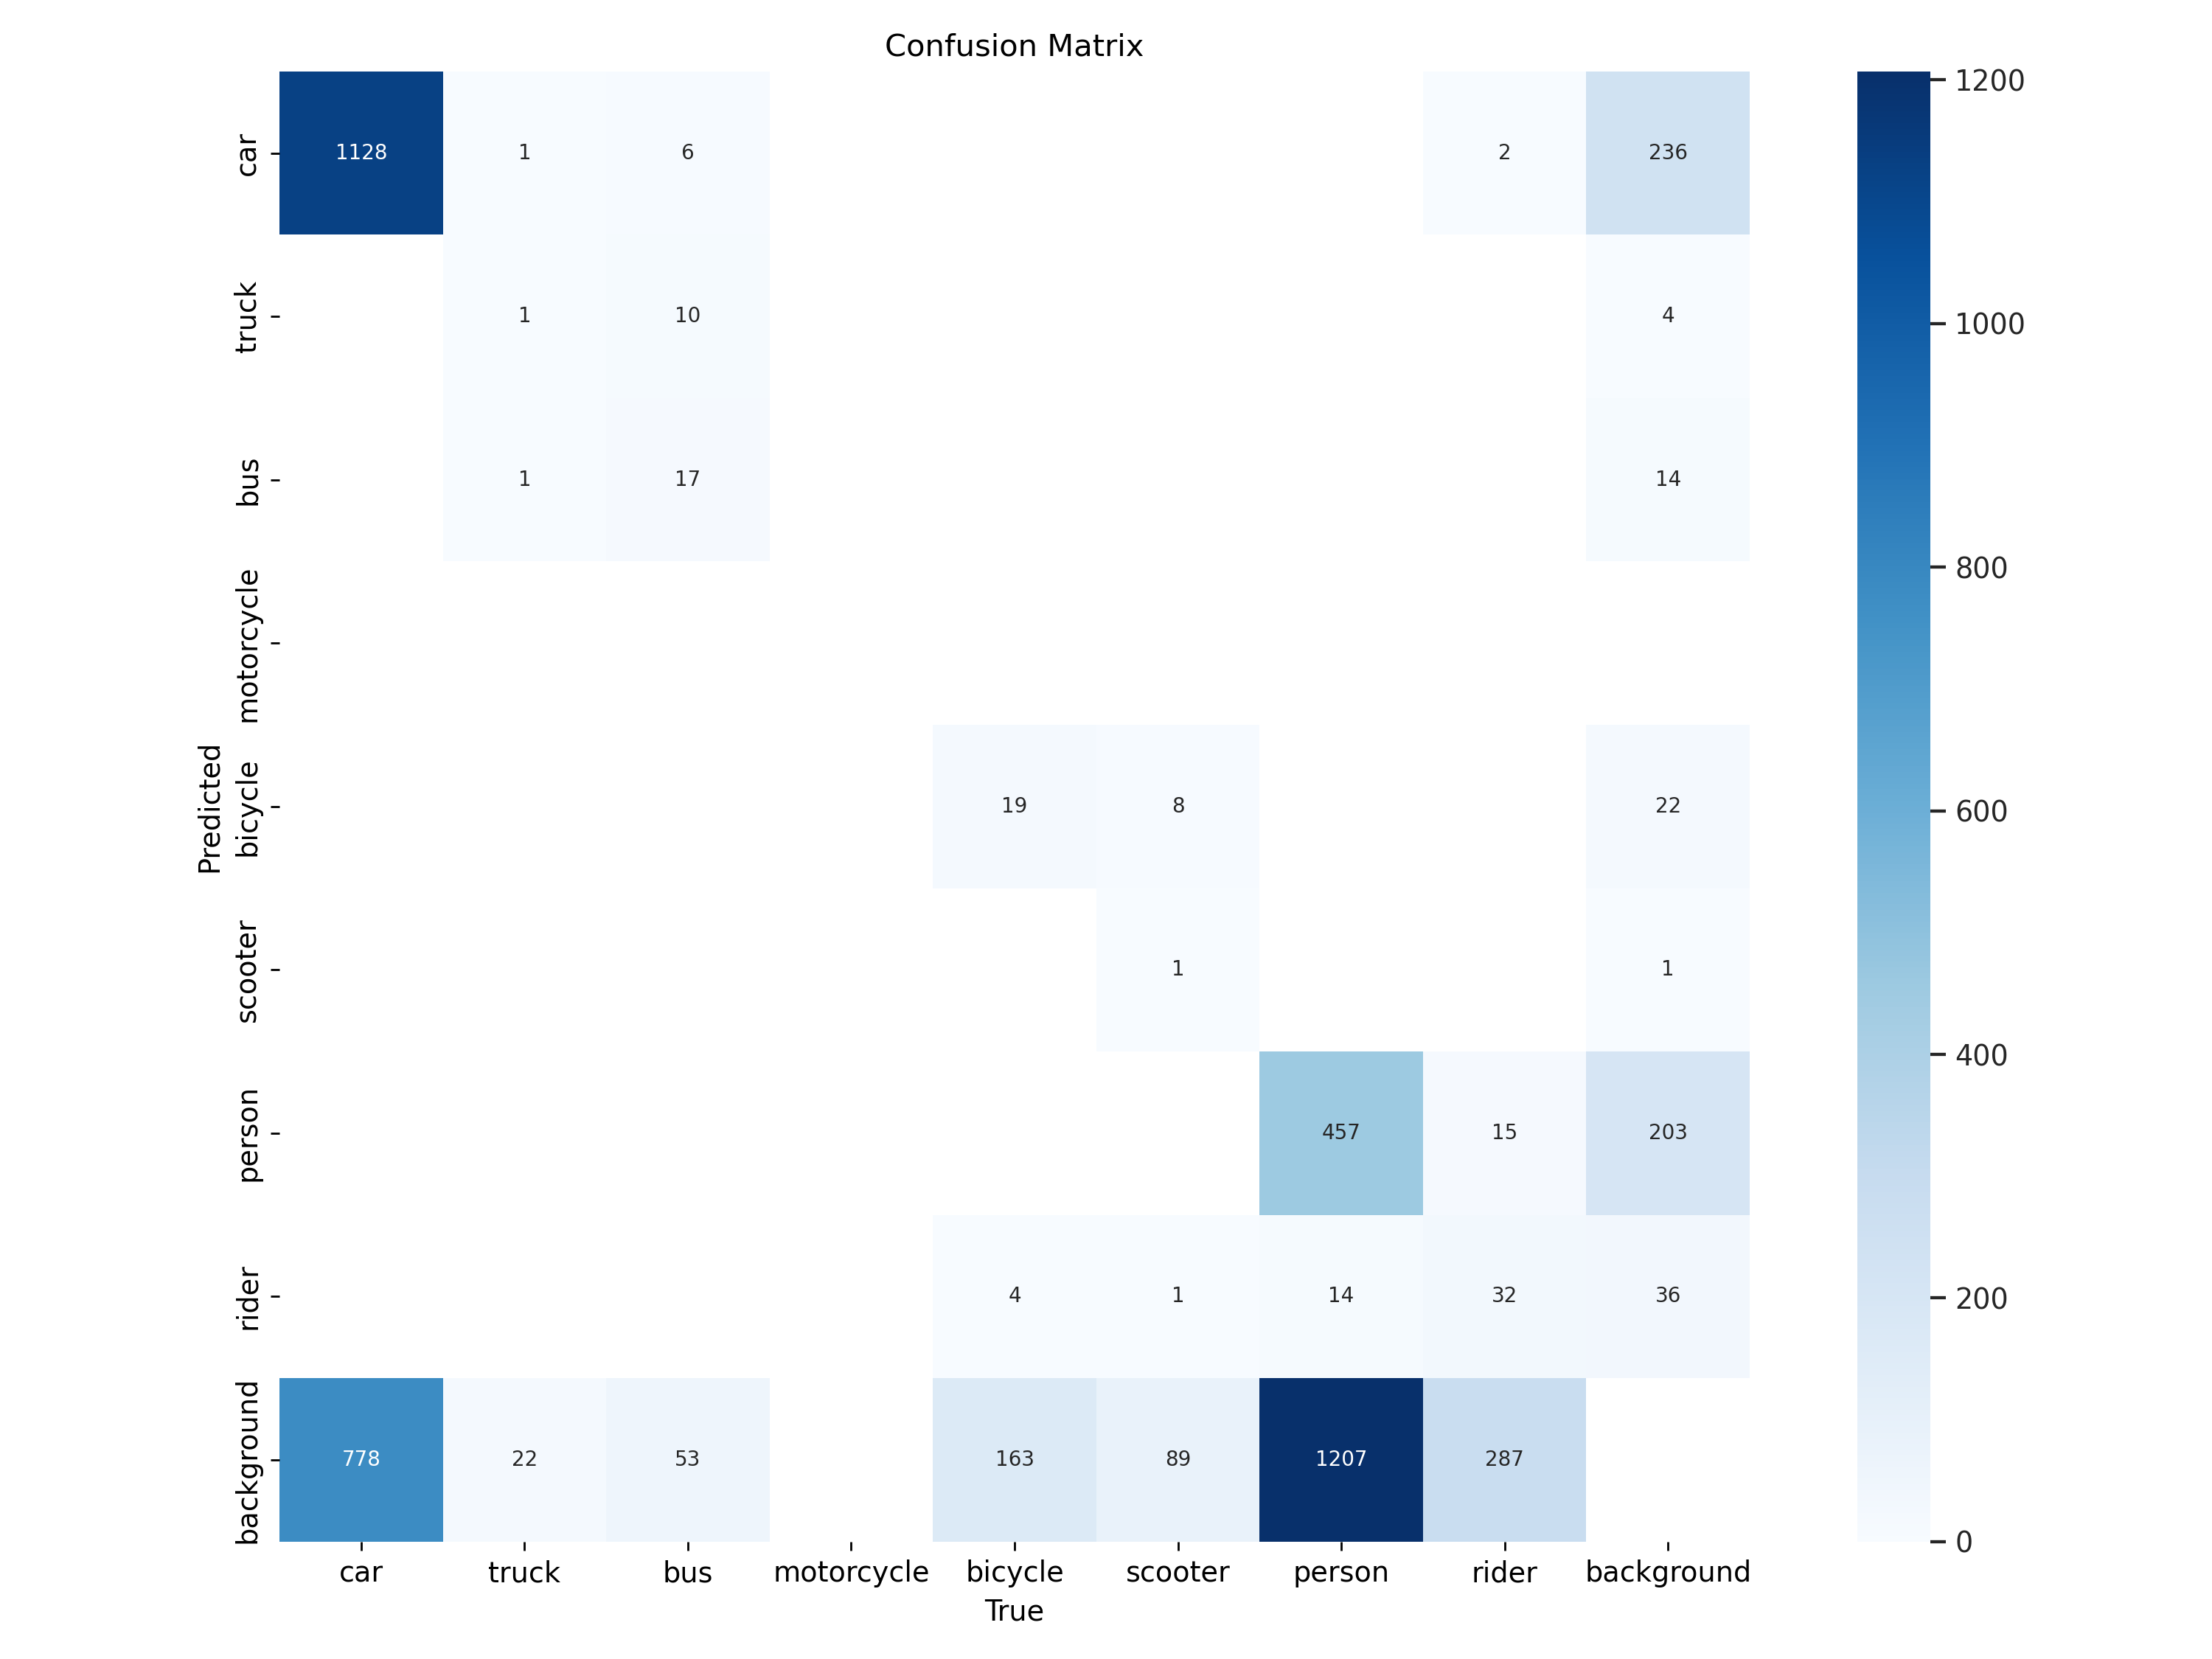 Confusion Matrix
car 1128 1 6 2 236
truck 1 10 4
bus 1 17 14
motorcycle
bicycle 19 8 22
scooter 1 1
person 457 15 203
rider 4 1 14 32 36
background 778 22 53 163 89 1207 287
Predicted
car truck bus motorcycle bicycle scooter person rider background
True
1200
1000
800
600
400
200
0